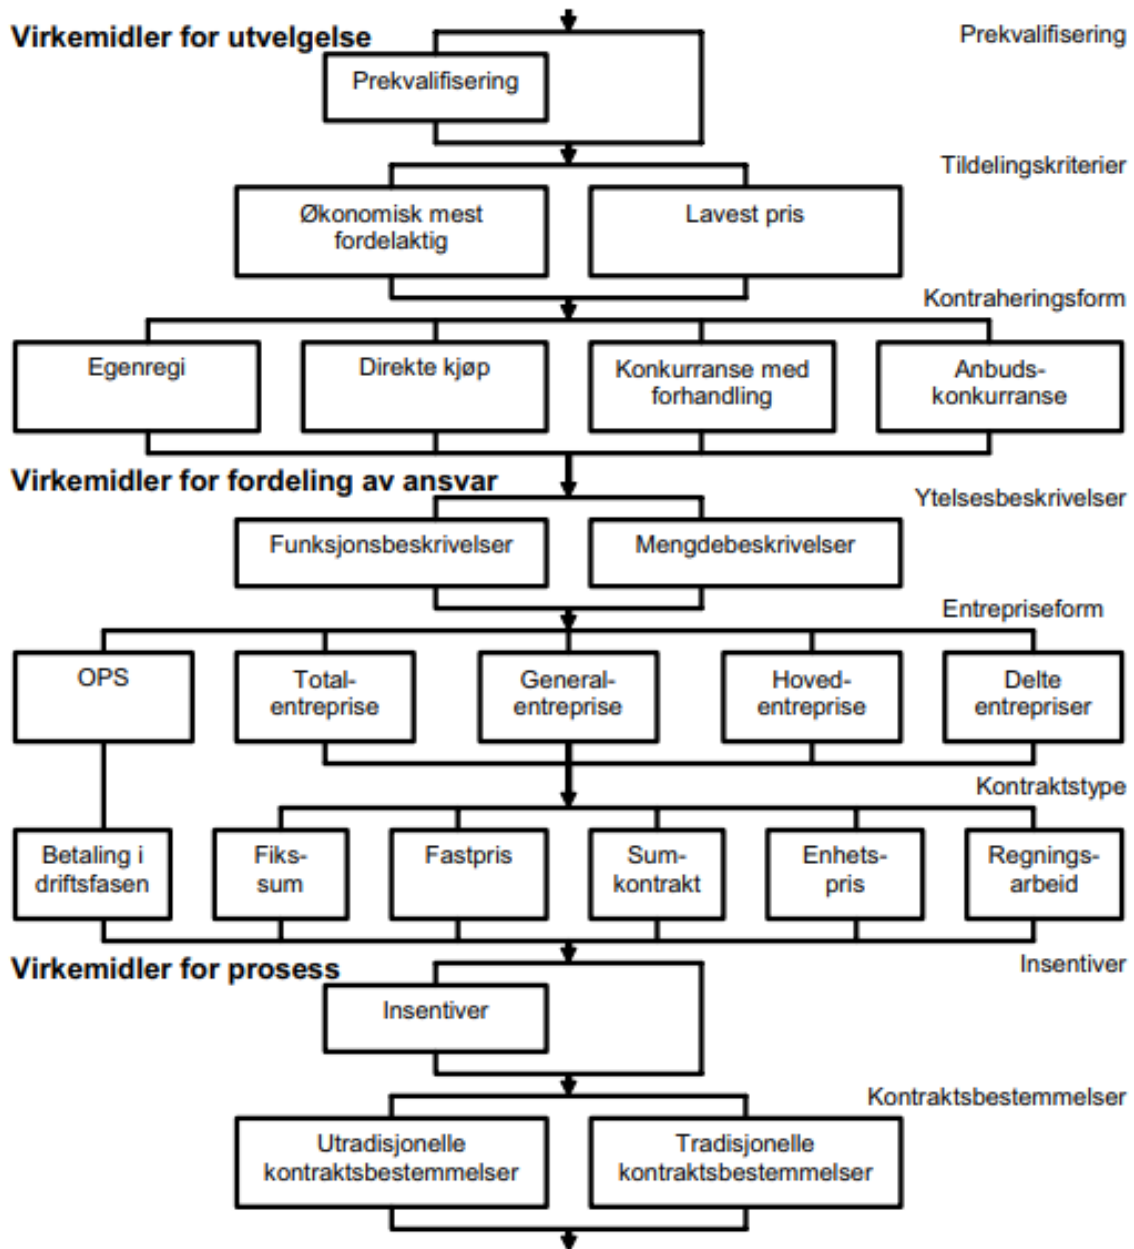 Virkemidler for utvelgelse
Prekvalifisering
Prekvalifisering
Tildelingskriterier
Økonomisk mest
fordelaktig
Lavest pris
Kontraheringsform
Egenregi
Direkte kjøp
Konkurranse med
forhandling
Anbuds-
konkurranse
Virkemidler for fordeling av ansvar
Ytelsesbeskrivelser
Funksjonsbeskrivelser
Mengdebeskrivelser
Entrepriseform
OPS
Total-
entreprise
General-
entreprise
Hoved-
entreprise
Delte
entrepriser
Kontraktstype
Betaling i
driftsfasen
Fiks-
sum
Fastpris
Sum-
kontrakt
Enhets-
pris
Regnings-
arbeid
Virkemidler for prosess
Insentiver
Insentiver
Kontraktsbestemmelser
Utradisjonelle
kontraktsbestemmelser
Tradisjonelle
kontraktsbestemmelser